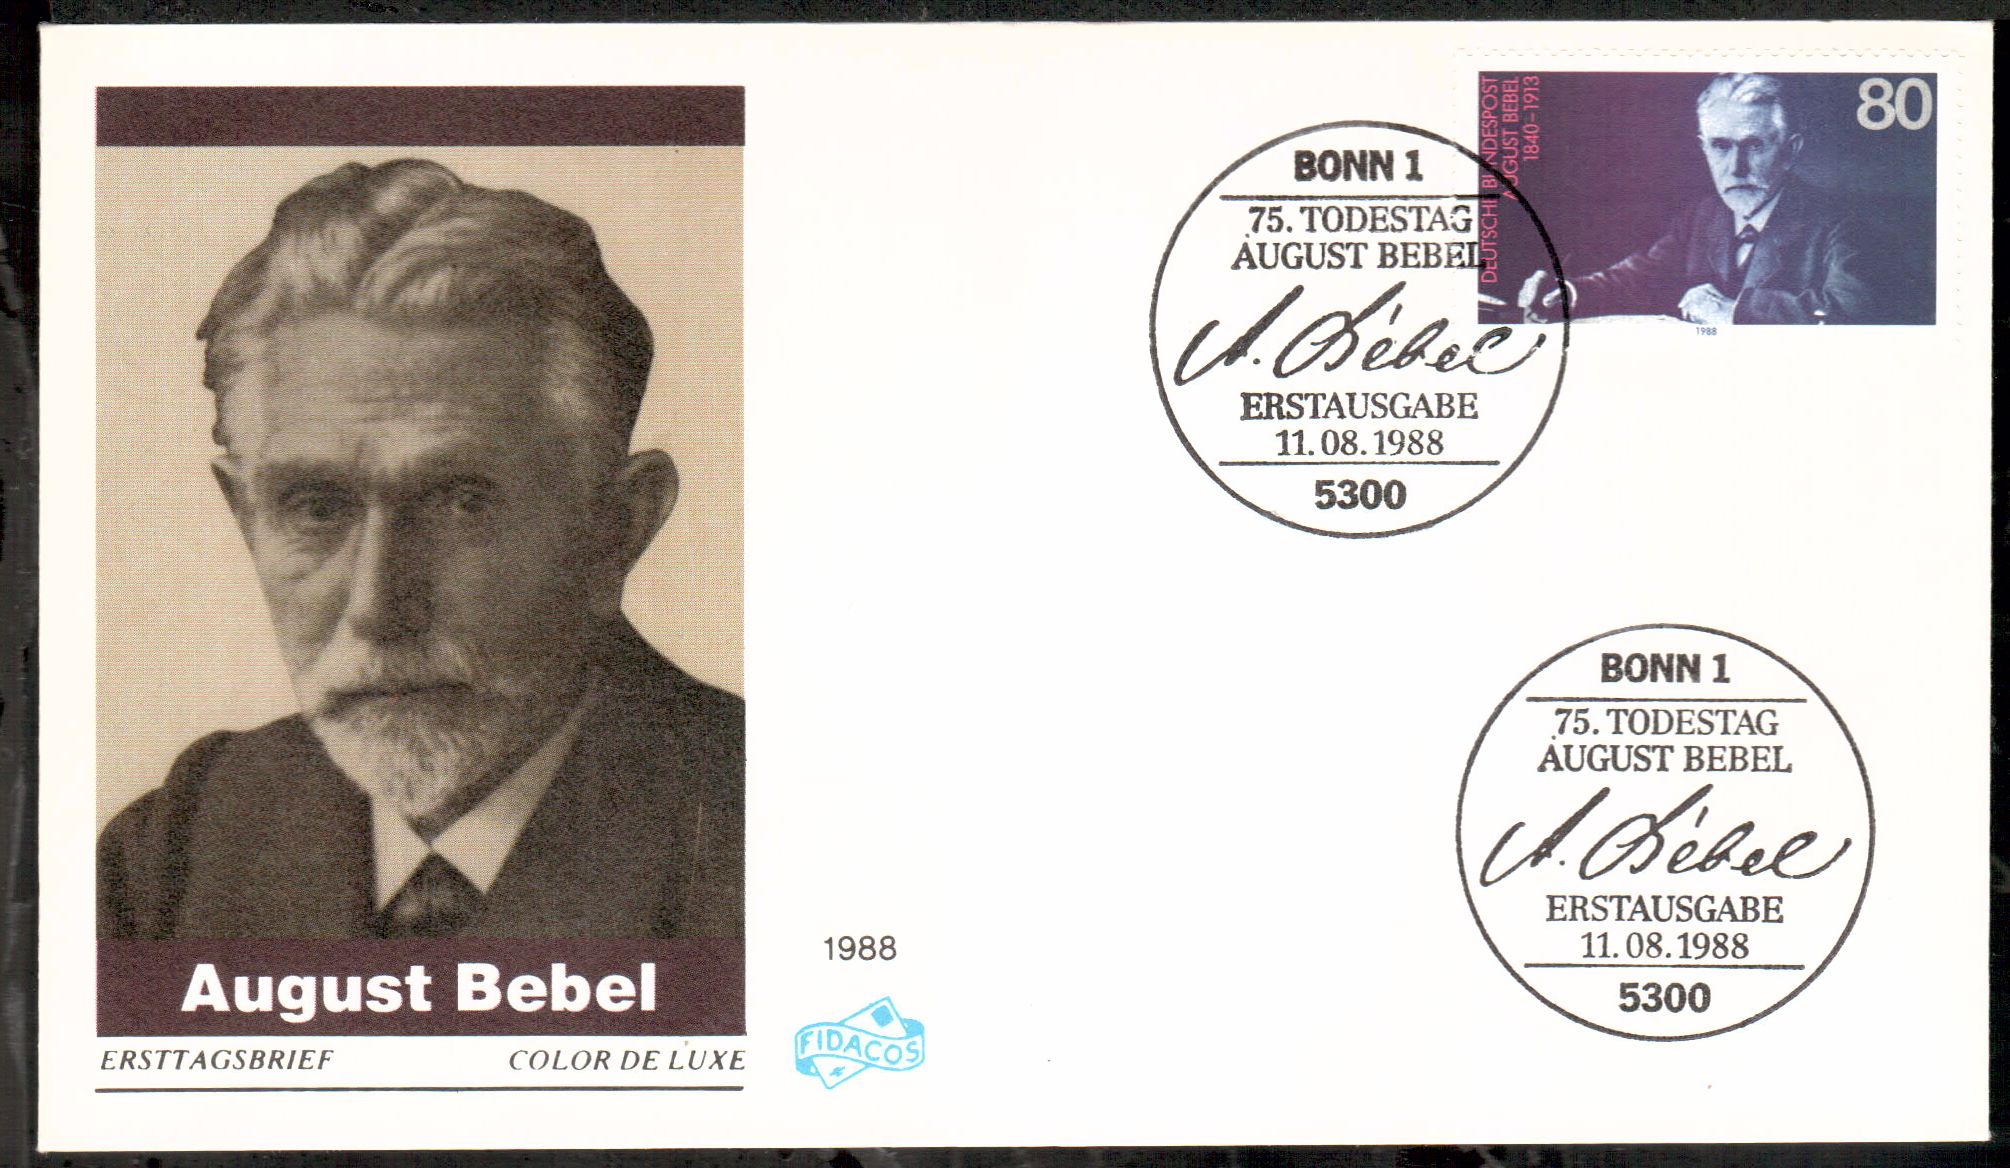 August Bebel
ERSTTAGSBRIEF COLOR DE LUXE
1988
FIDACOS
BONN 1
75. TODESTAG
AUGUST BEBEL
A. Bebel
ERSTAUSGABE
11.08.1988
5300
DEUTSCHE BUNDESPOST
AUGUST BEBEL
1840–1913
80
1988
BONN 1
75. TODESTAG
AUGUST BEBEL
A. Bebel
ERSTAUSGABE
11.08.1988
5300